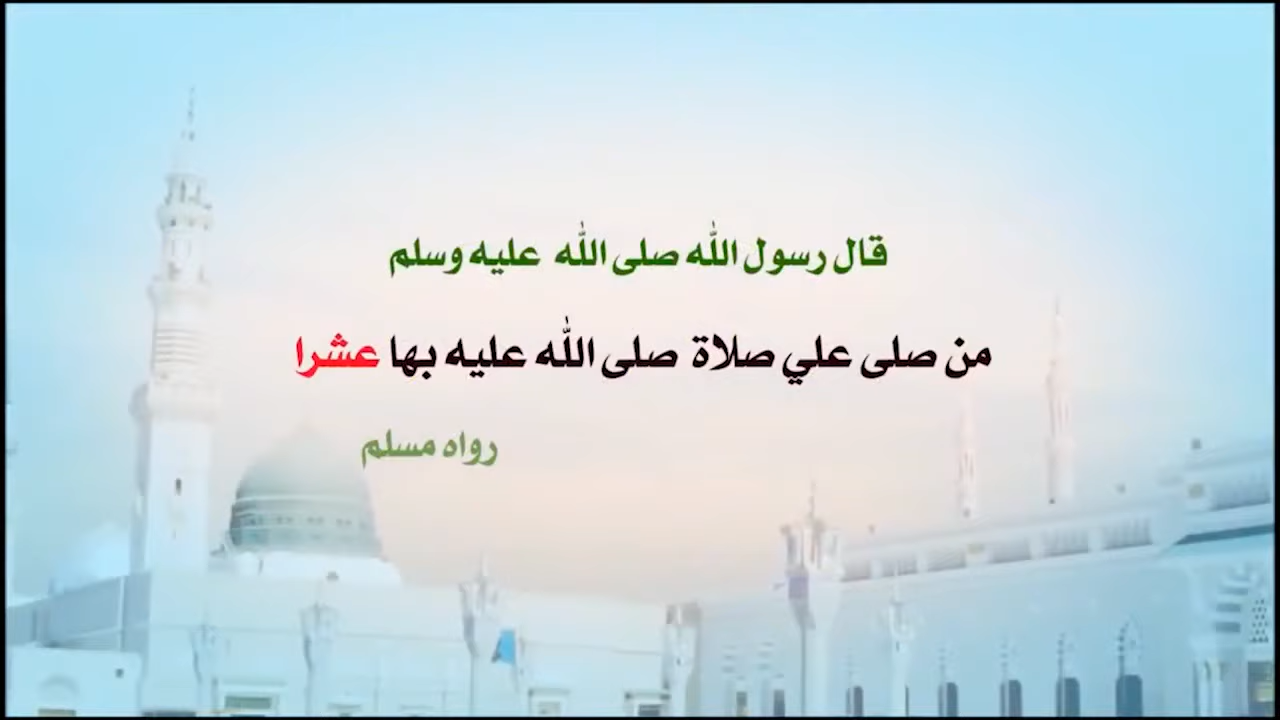 قال رسول الله صلى الله عليه وسلم
من صلى علي صلاة صلى الله عليه بها عشرا
رواه مسلم